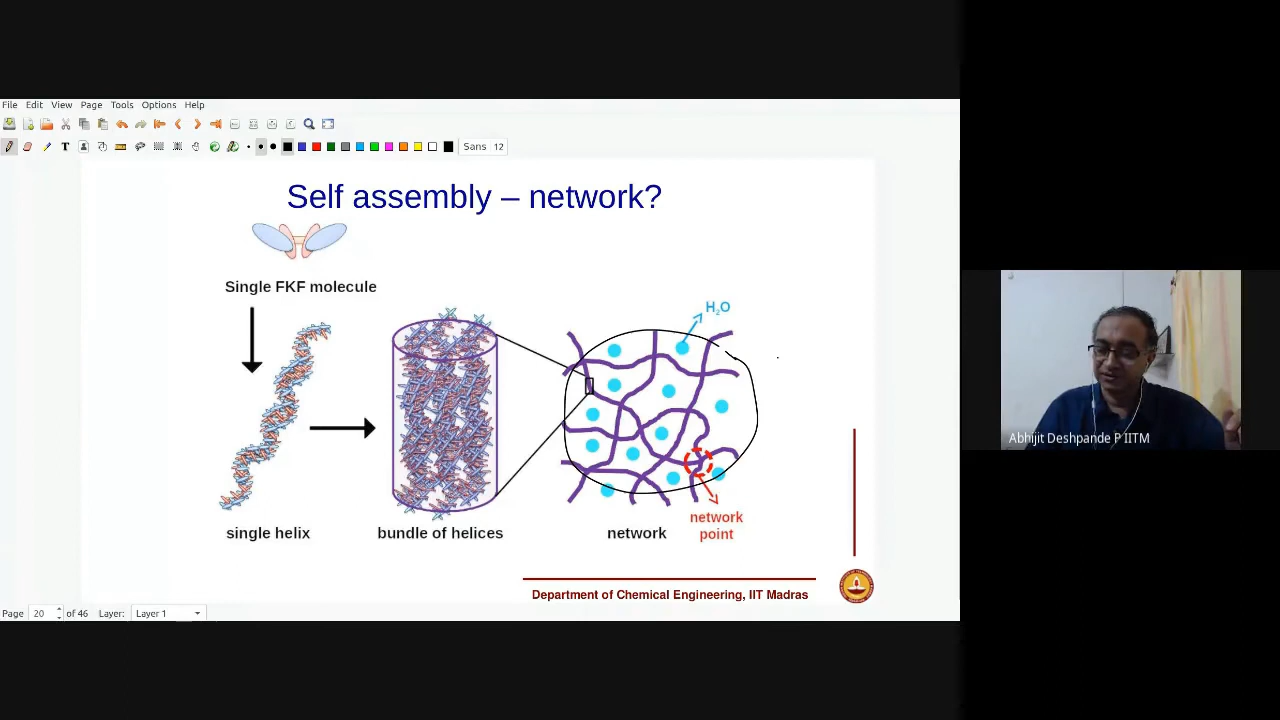 File Edit View Page Tools Options Help
Sans 12
Self assembly – network?
Single FKF molecule
H2O
single helix
bundle of helices
network
network
point
Department of Chemical Engineering, IIT Madras
Page 20 of 46 Layer: Layer 1
Abhijit Deshpande P IITM